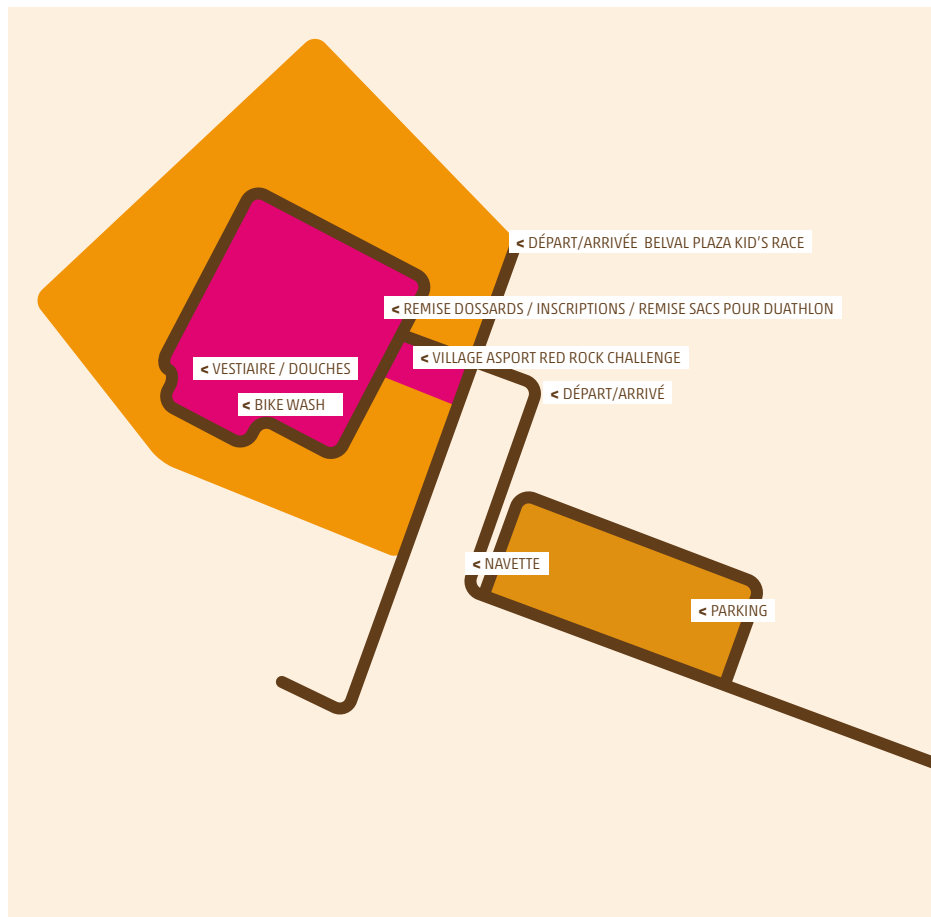 < DÉPART/ARRIVÉE BELVAL PLAZA KID'S RACE
< REMISE DOSSARDS / INSCRIPTIONS / REMISE SACS POUR DUATHLON
< VILLAGE ASPORT RED ROCK CHALLENGE
< VESTIAIRE / DOUCHES
< DÉPART/ARRIVÉ
< BIKE WASH
< NAVETTE
< PARKING